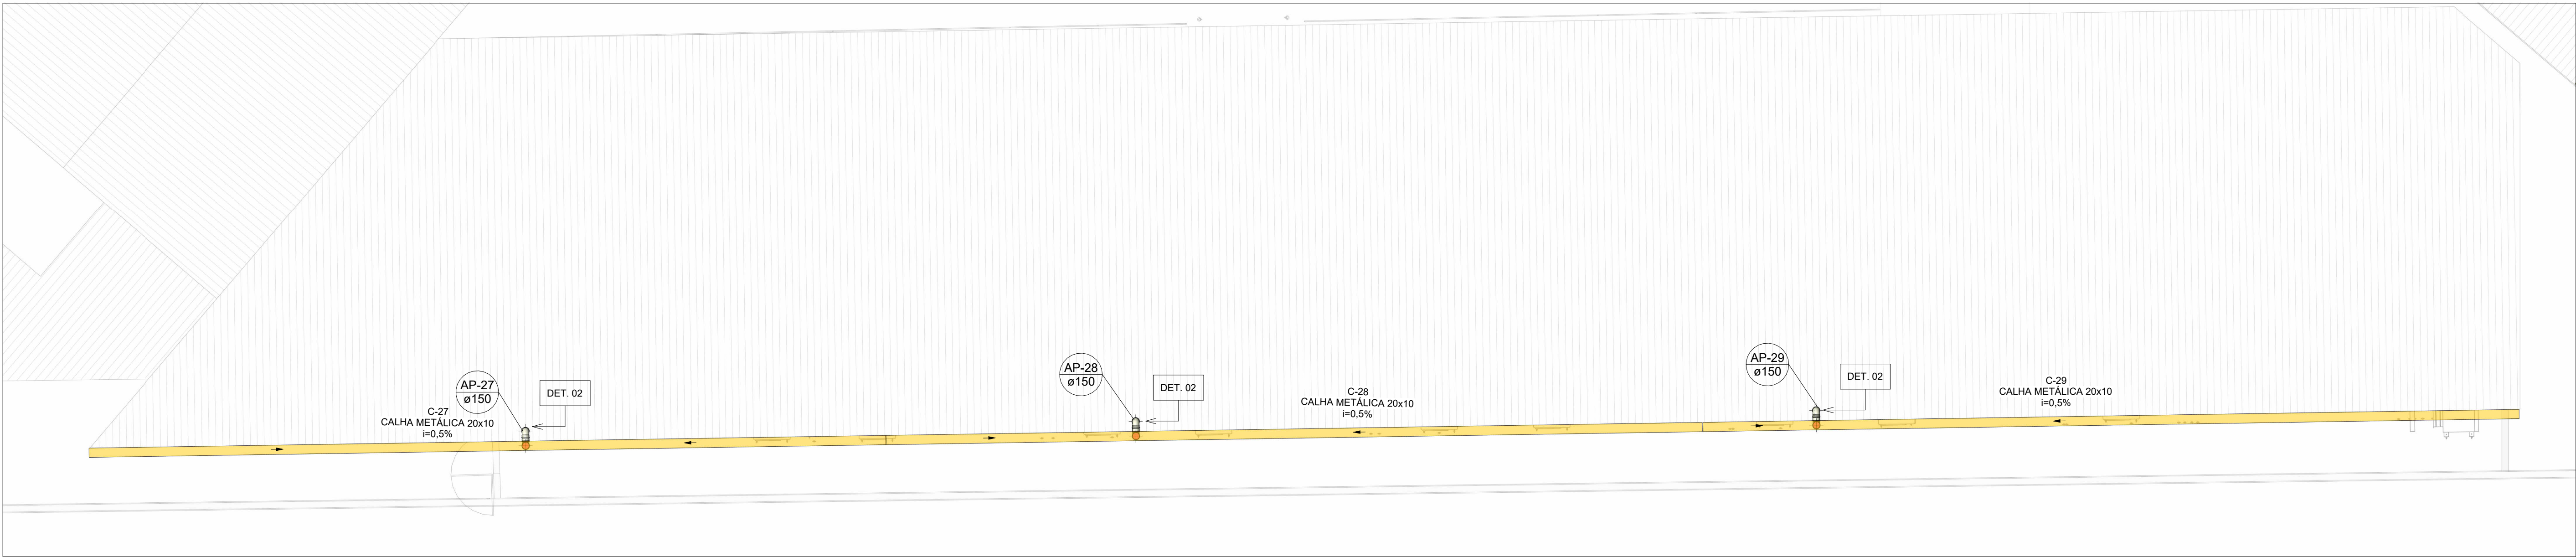 AP-27
ø150
DET. 02
C-27
CALHA METÁLICA 20x10
i=0,5%
AP-28
ø150
DET. 02
C-28
CALHA METÁLICA 20x10
i=0,5%
AP-29
ø150
DET. 02
C-29
CALHA METÁLICA 20x10
i=0,5%